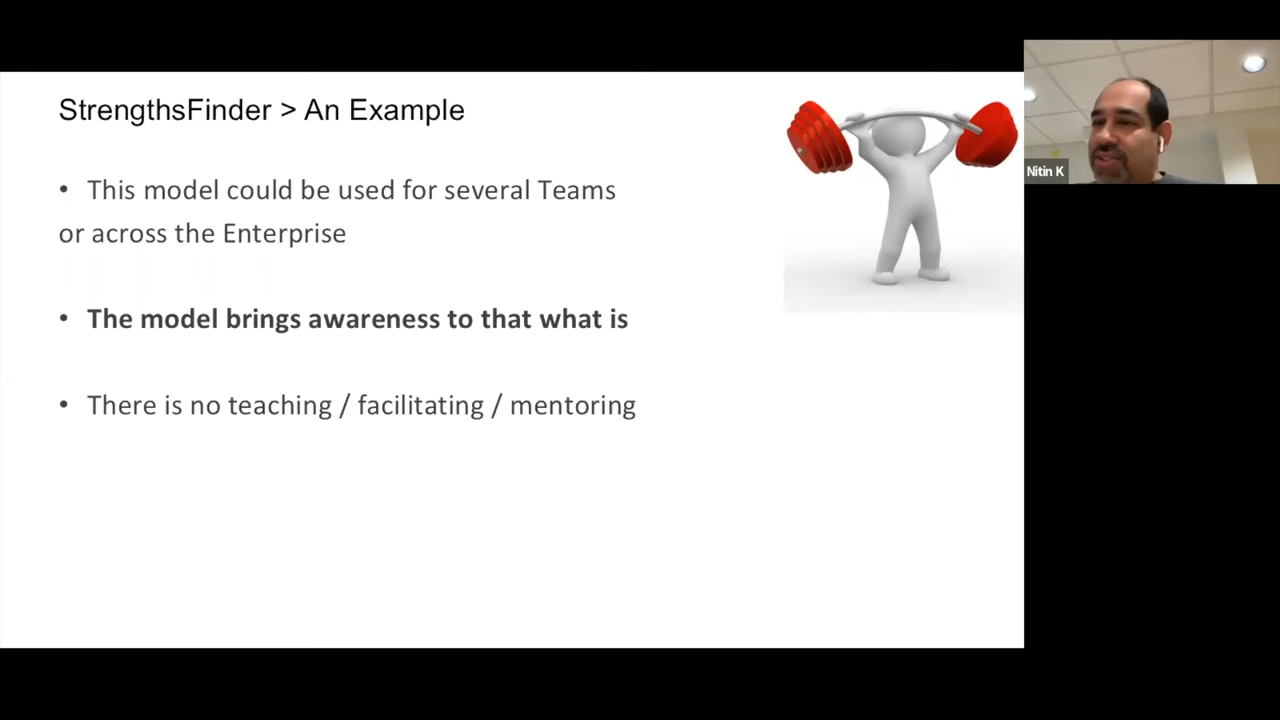 StrengthsFinder > An Example
• This model could be used for several Teams
or across the Enterprise
• The model brings awareness to that what is
• There is no teaching / facilitating / mentoring
Nitin K